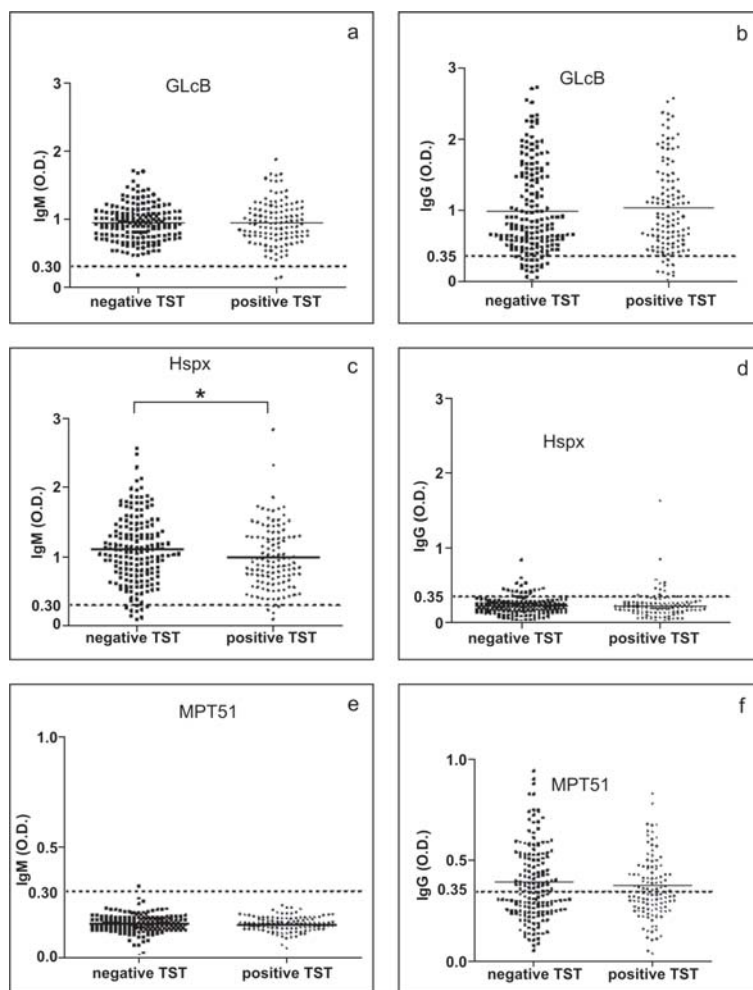 a
GLcB
3
2
1
0.30
0
IgM (O.D.)
negative TST
positive TST
b
GLcB
3
2
1
0.35
0
IgG (O.D.)
negative TST
positive TST
c
Hspx
*
3
2
1
0.30
0
IgM (O.D.)
negative TST
positive TST
d
Hspx
3
2
1
0.35
0
IgG (O.D.)
negative TST
positive TST
e
MPT51
1.0
0.5
0.30
0.0
IgM (O.D.)
negative TST
positive TST
f
MPT51
1.0
0.5
0.35
0.0
IgG (O.D.)
negative TST
positive TST